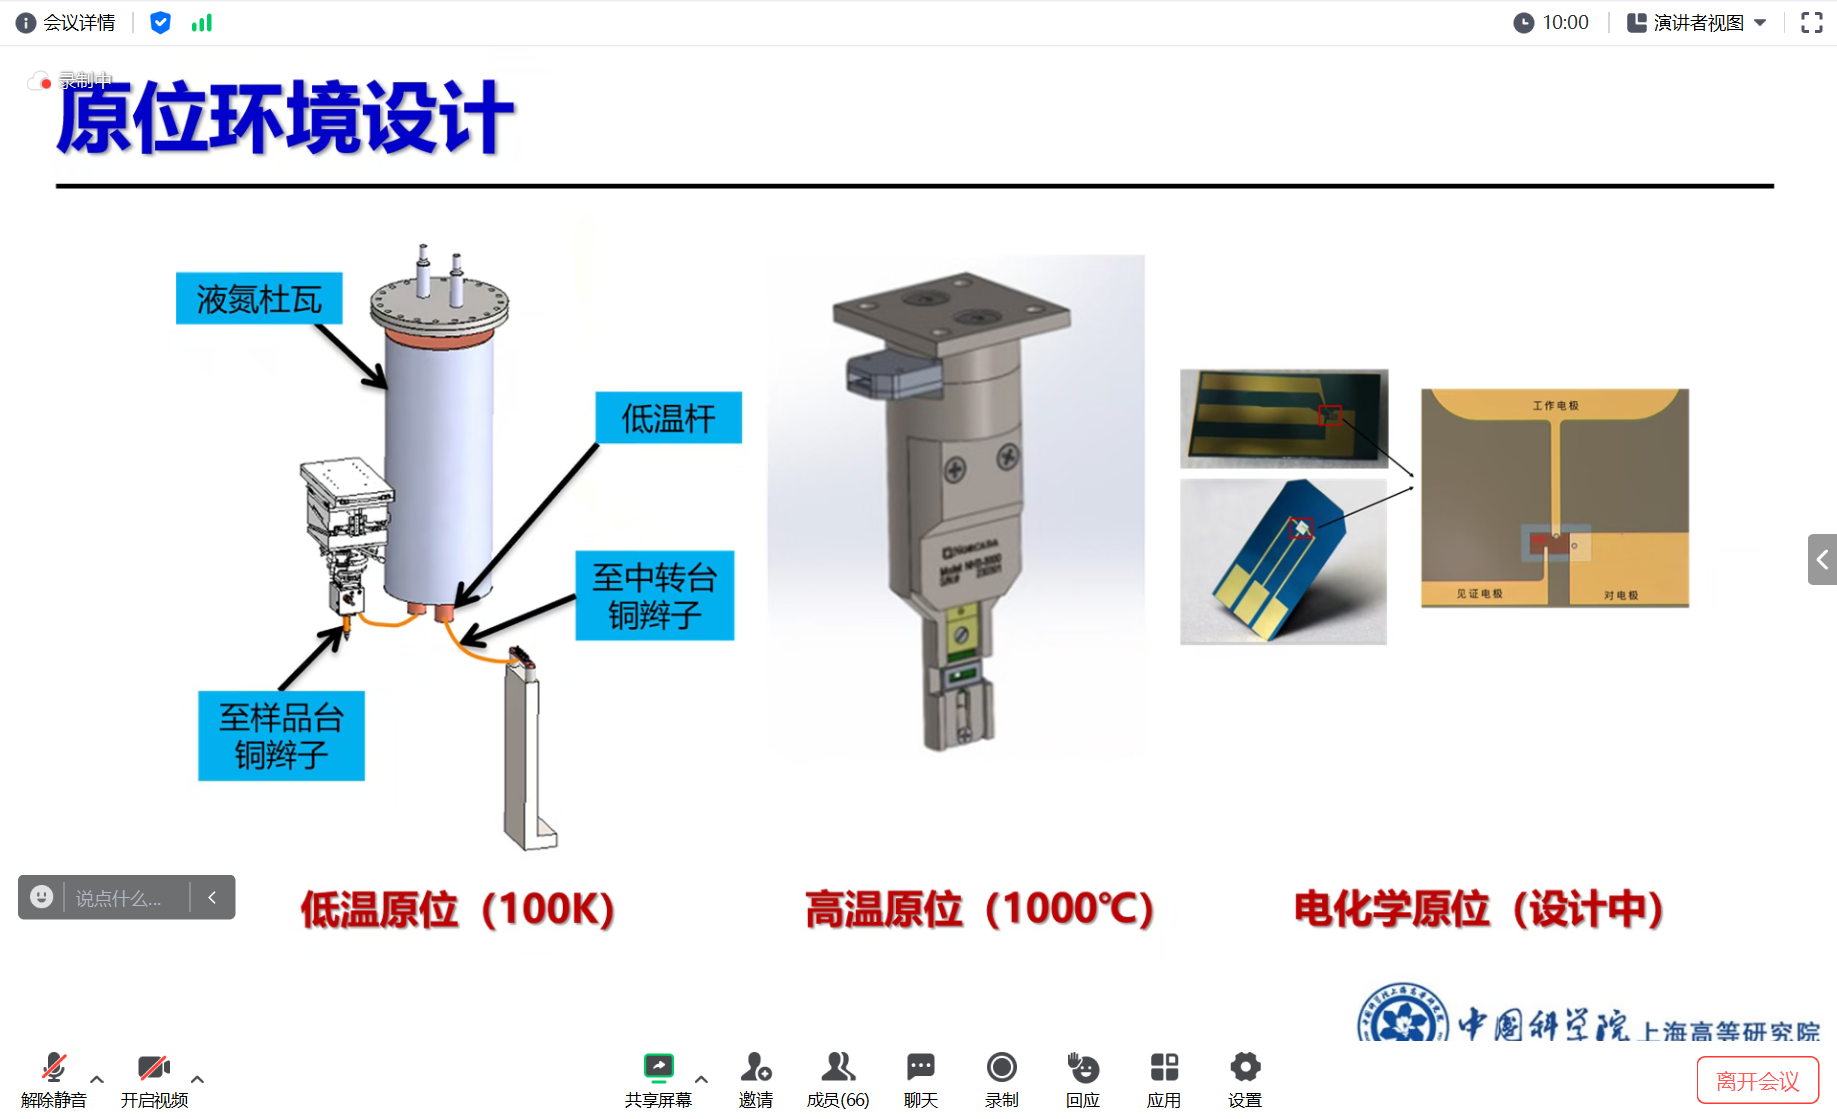 会议详情
10:00
演讲者视图
录制中
原位环境设计
液氮杜瓦
低温杆
至中转台
铜辫子
至样品台
铜辫子
NORCADA
工作电极
见证电极
对电极
说点什么...
低温原位（100K）
高温原位（1000℃）
电化学原位（设计中）
中国科学院 上海高等研究院
解除静音
开启视频
共享屏幕
邀请
成员(66)
聊天
录制
回应
应用
设置
离开会议